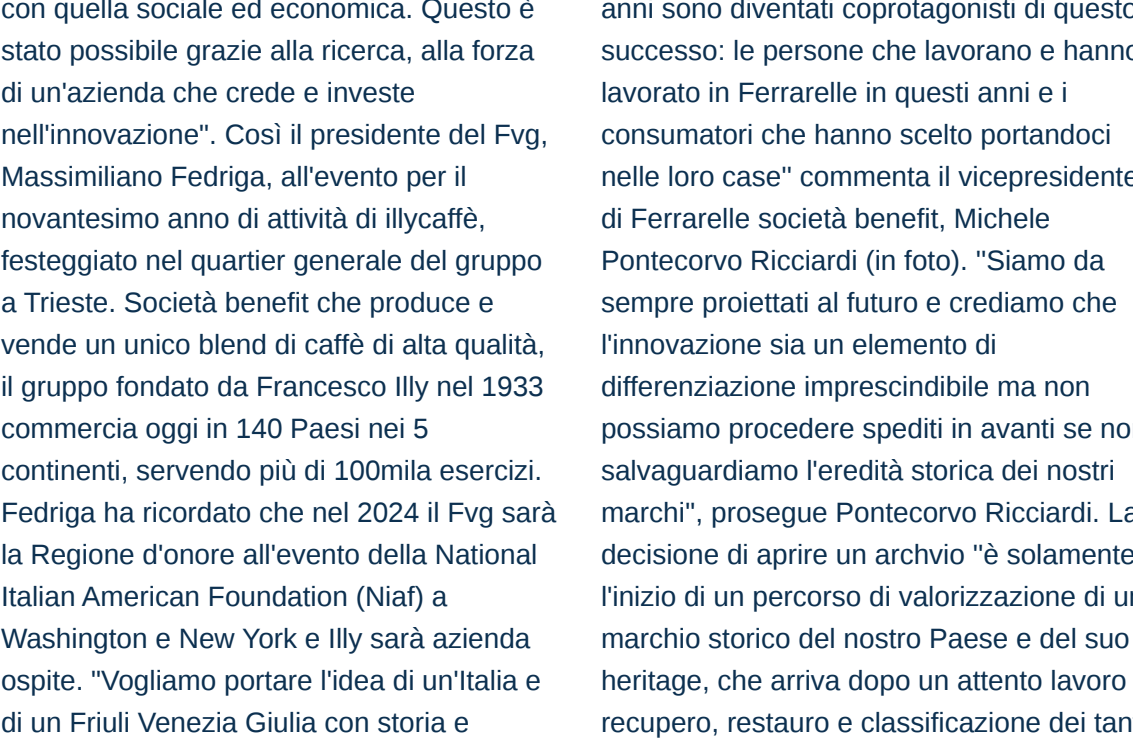 con quella sociale ed economica. Questo è
stato possibile grazie alla ricerca, alla forza
di un'azienda che crede e investe
nell'innovazione". Così il presidente del Fvg,
Massimiliano Fedriga, all'evento per il
novantesimo anno di attività di illycaffè,
festeggiato nel quartier generale del gruppo
a Trieste. Società benefit che produce e
vende un unico blend di caffè di alta qualità,
il gruppo fondato da Francesco Illy nel 1933
commercia oggi in 140 Paesi nei 5
continenti, servendo più di 100mila esercizi.
Fedriga ha ricordato che nel 2024 il Fvg sarà
la Regione d'onore all'evento della National
Italian American Foundation (Niaf) a
Washington e New York e Illy sarà azienda
ospite. "Vogliamo portare l'idea di un'Italia e
di un Friuli Venezia Giulia con storia e
anni sono diventati coprotagonisti di questo
successo: le persone che lavorano e hanno
lavorato in Ferrarelle in questi anni e i
consumatori che hanno scelto portandoci
nelle loro case" commenta il vicepresidente
di Ferrarelle società benefit, Michele
Pontecorvo Ricciardi (in foto). "Siamo da
sempre proiettati al futuro e crediamo che
l'innovazione sia un elemento di
differenziazione imprescindibile ma non
possiamo procedere spediti in avanti se no
salvaguardiamo l'eredità storica dei nostri
marchi", prosegue Pontecorvo Ricciardi. La
decisione di aprire un archvio "è solamente
l'inizio di un percorso di valorizzazione di un
marchio storico del nostro Paese e del suo
heritage, che arriva dopo un attento lavoro
recupero, restauro e classificazione dei tan